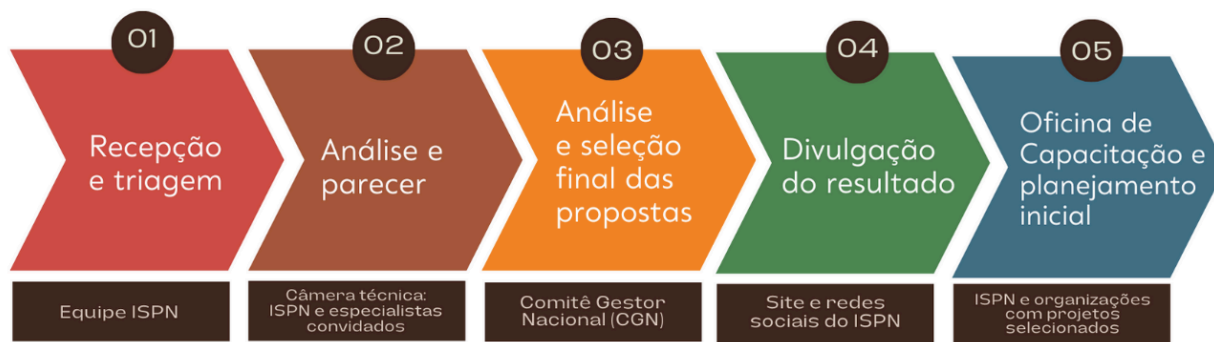 01
Recepção
e triagem
Equipe ISPN
02
Análise e
parecer
Câmera técnica:
ISPN e especialistas
convidados
03
Análise
e seleção
final das
propostas
Comitê Gestor
Nacional (CGN)
04
Divulgação
do resultado
Site e redes
sociais do ISPN
05
Oficina de
Capacitação e
planejamento
inicial
ISPN e organizações
com projetos
selecionados